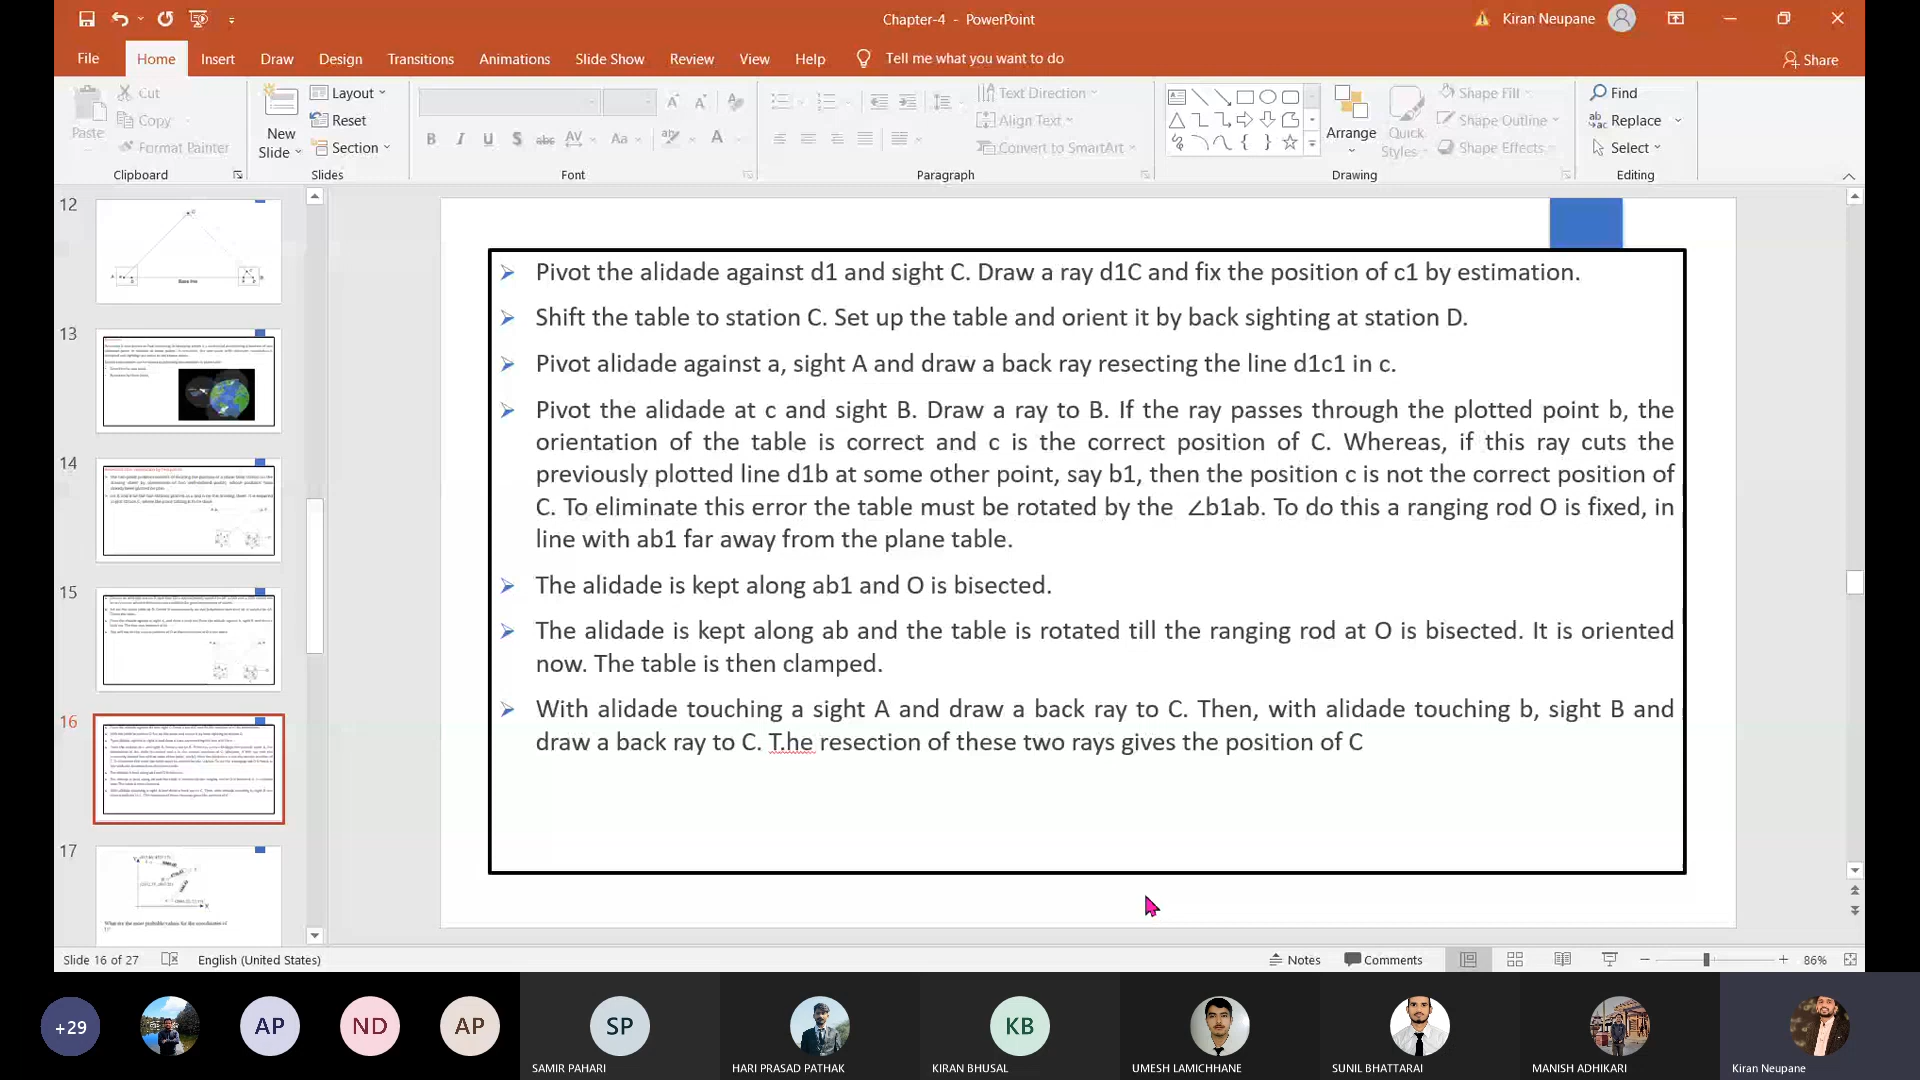 Chapter-4 - PowerPoint
Kiran Neupane
File
Home
Insert
Draw
Design
Transitions
Animations
Slide Show
Review
View
Help
Tell me what you want to do
Share
Paste
Cut
Copy
Format Painter
Clipboard
New
Slide
Layout
Reset
Section
Slides
Font
Text Direction
Align Text
Convert to SmartArt
Paragraph
Arrange
Quick
Styles
Shape Fill
Shape Outline
Shape Effects
Drawing
Find
Replace
Select
Editing
12
13
14
15
16
17
Pivot the alidade against d1 and sight C. Draw a ray d1C and fix the position of c1 by estimation.
Shift the table to station C. Set up the table and orient it by back sighting at station D.
Pivot alidade against a, sight A and draw a back ray resecting the line d1c1 in c.
Pivot the alidade at c and sight B. Draw a ray to B. If the ray passes through the plotted point b, the
orientation of the table is correct and c is the correct position of C. Whereas, if this ray cuts the
previously plotted line d1b at some other point, say b1, then the position c is not the correct position of
C. To eliminate this error the table must be rotated by the ∠b1ab. To do this a ranging rod O is fixed, in
line with ab1 far away from the plane table.
The alidade is kept along ab1 and O is bisected.
The alidade is kept along ab and the table is rotated till the ranging rod at O is bisected. It is oriented
now. The table is then clamped.
With alidade touching a sight A and draw a back ray to C. Then, with alidade touching b, sight B and
draw a back ray to C. T.he resection of these two rays gives the position of C
Slide 16 of 27
English (United States)
Notes
Comments
86%
+29
AP
ND
AP
SP
SAMIR PAHARI
HARI PRASAD PATHAK
KB
KIRAN BHUSAL
UMESH LAMICHHANE
SUNIL BHATTARAI
MANISH ADHIKARI
Kiran Neupane